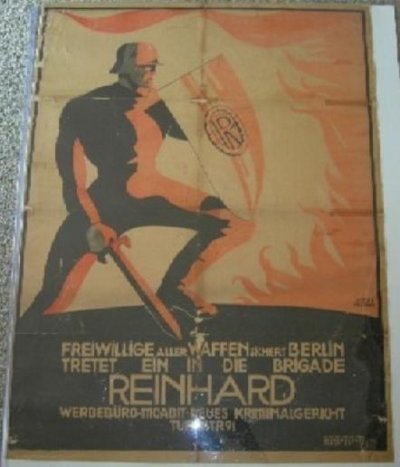 R
FREIWILLIGE ALLER WAFFEN SICHERT BERLIN
TRETET EIN IN DIE BRIGADE
REINHARD
WERBEBÜRO-MOABIT-NEUES KRIMINALGERICHT